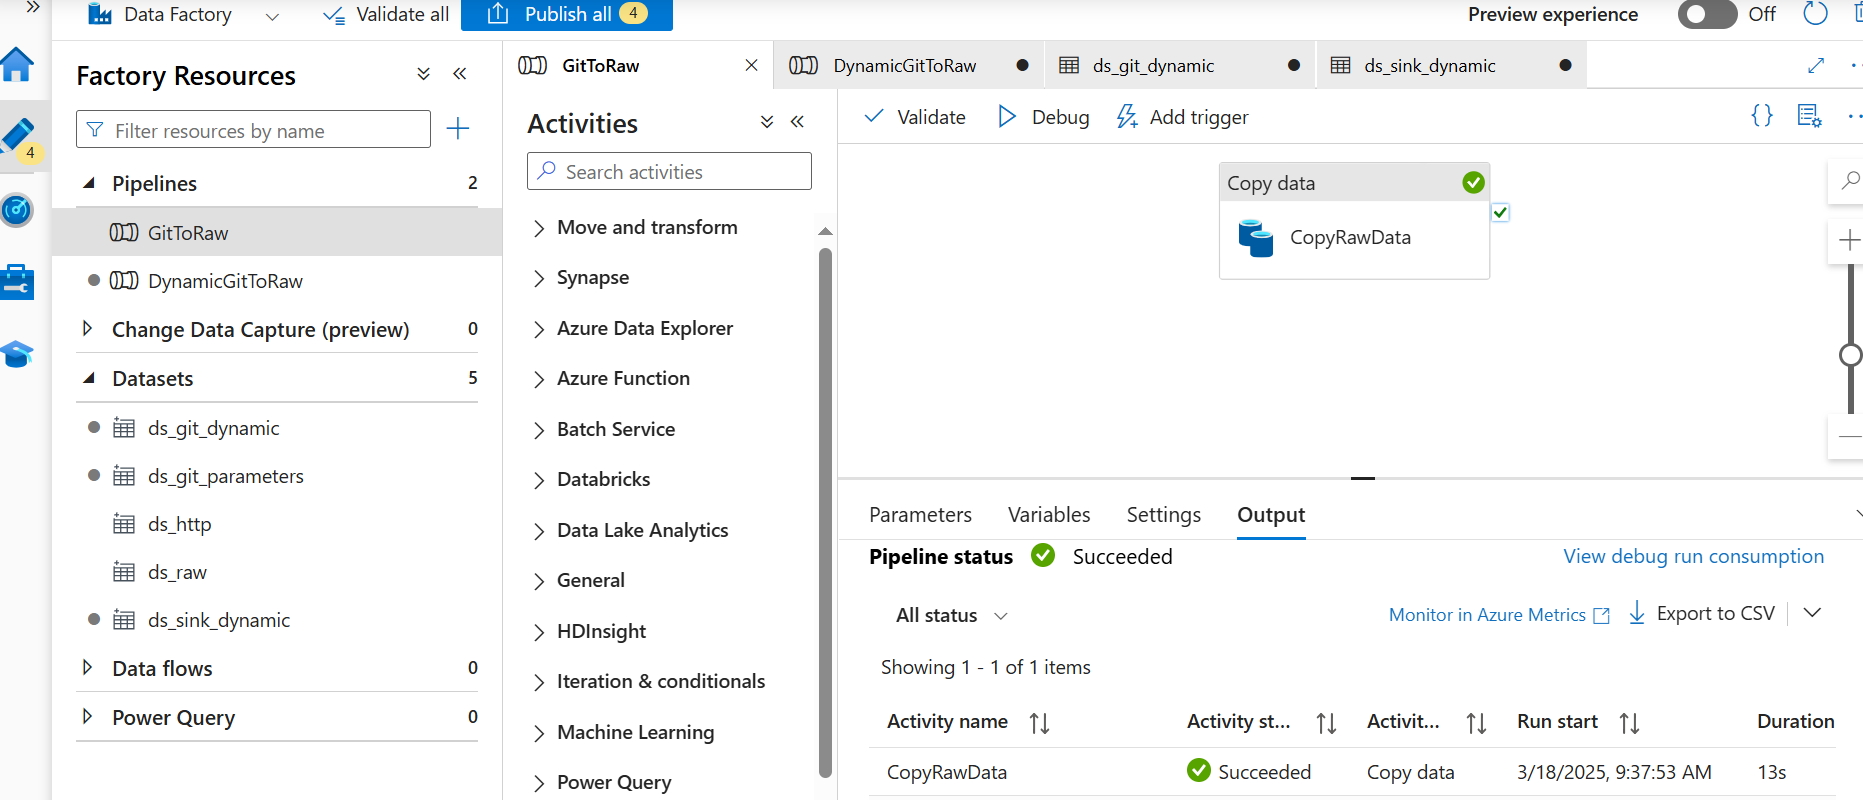 Data Factory
Validate all
Publish all 4
Preview experience
Off
4
Factory Resources
Filter resources by name
Pipelines 2
GitToRaw
DynamicGitToRaw
Change Data Capture (preview) 0
Datasets 5
ds_git_dynamic
ds_git_parameters
ds_http
ds_raw
ds_sink_dynamic
Data flows 0
Power Query 0
GitToRaw
DynamicGitToRaw
ds_git_dynamic
ds_sink_dynamic
Activities
Search activities
Move and transform
Synapse
Azure Data Explorer
Azure Function
Batch Service
Databricks
Data Lake Analytics
General
HDInsight
Iteration & conditionals
Machine Learning
Power Query
Validate
Debug
Add trigger
{}
Copy data
CopyRawData
Parameters
Variables
Settings
Output
Pipeline status Succeeded
View debug run consumption
All status
Monitor in Azure Metrics
Export to CSV
Showing 1 - 1 of 1 items
Activity name Activity st... Activit... Run start Duration
CopyRawData Succeeded Copy data 3/18/2025, 9:37:53 AM 13s